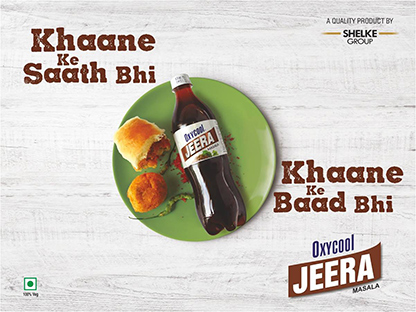 A QUALITY PRODUCT BY
SHELKE
GROUP
Khaane
Ke
Saath Bhi
OXYCOOL
JEERA
MASALA
Khaane
Ke
Baad Bhi
OXYCOOL
JEERA
MASALA
100% Veg